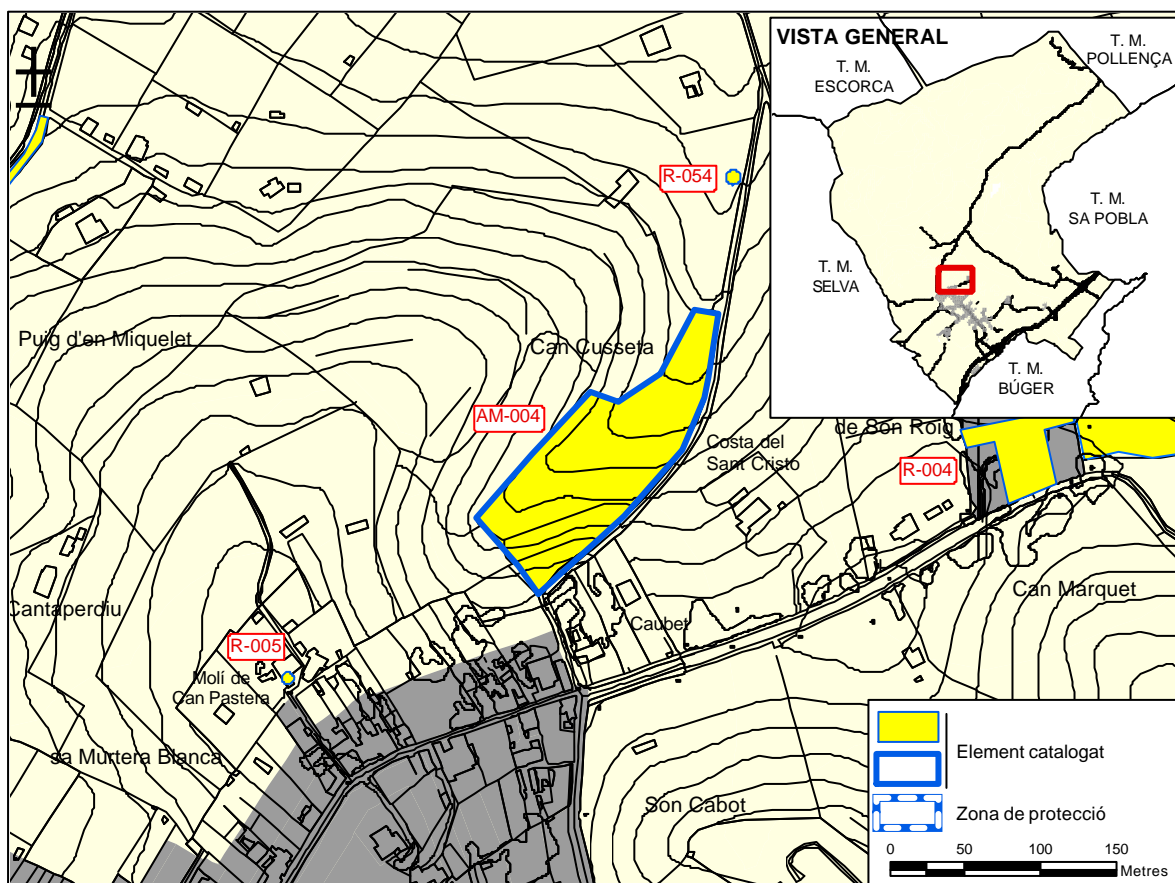 VISTA GENERAL
T. M.
ESCORCA
T. M.
POLLENÇA
T. M.
SA POBLA
T. M.
SELVA
T. M.
BÚGER
R-054
Puig d'en Miquelet
Can Cusseta
AM-004
Costa del
Sant Cristo
de Son Roig
R-004
Can Marquet
Cantaperdiu
Caubet
R-005
Molí de
Can Pastera
sa Murtera Blanca
Son Cabot
Element catalogat
Zona de protecció
0 50 100 150
Metres